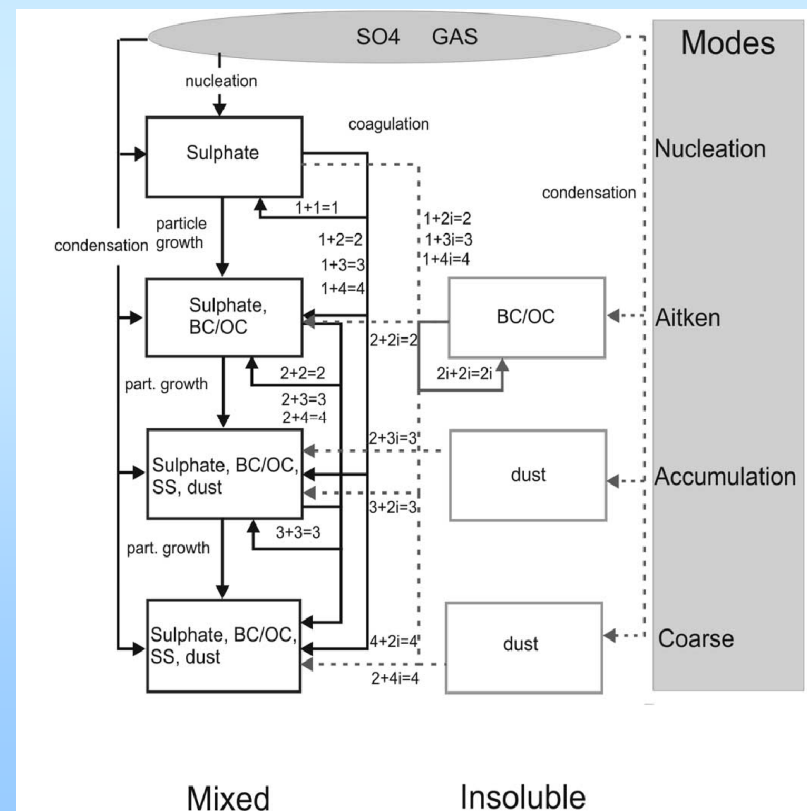 SO4 GAS
Modes
nucleation
coagulation
Sulphate
Nucleation
condensation
1+1=1
particle
growth
condensation
1+2=2
1+3=3
1+4=4
1+2i=2
1+3i=3
1+4i=4
Sulphate,
BC/OC
BC/OC
Aitken
2+2i=2
2+2=2
2i+2i=2i
part. growth
2+3=3
2+4=4
2+3i=3
Sulphate, BC/OC,
SS, dust
dust
Accumulation
3+2i=3
3+3=3
part. growth
Sulphate, BC/OC,
SS, dust
4+2i=4
dust
Coarse
2+4i=4
Mixed
Insoluble